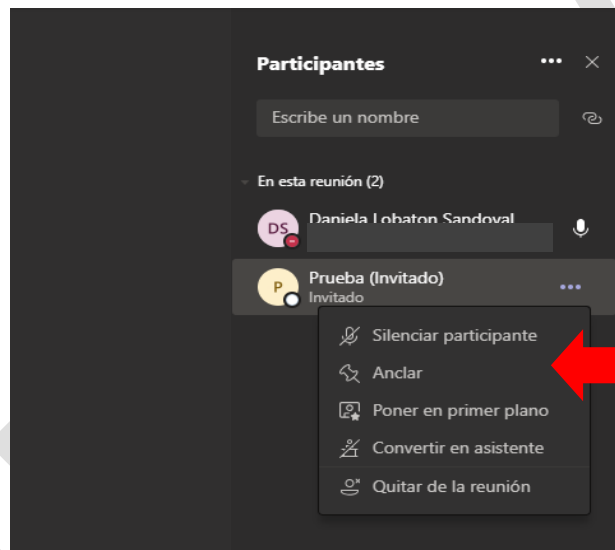 Participantes
Escribe un nombre
En esta reunión (2)
DS
Daniela Lobaton Sandoval
P
Prueba (Invitado)
Invitado
Silenciar participante
Anclar
Poner en primer plano
Convertir en asistente
Quitar de la reunión